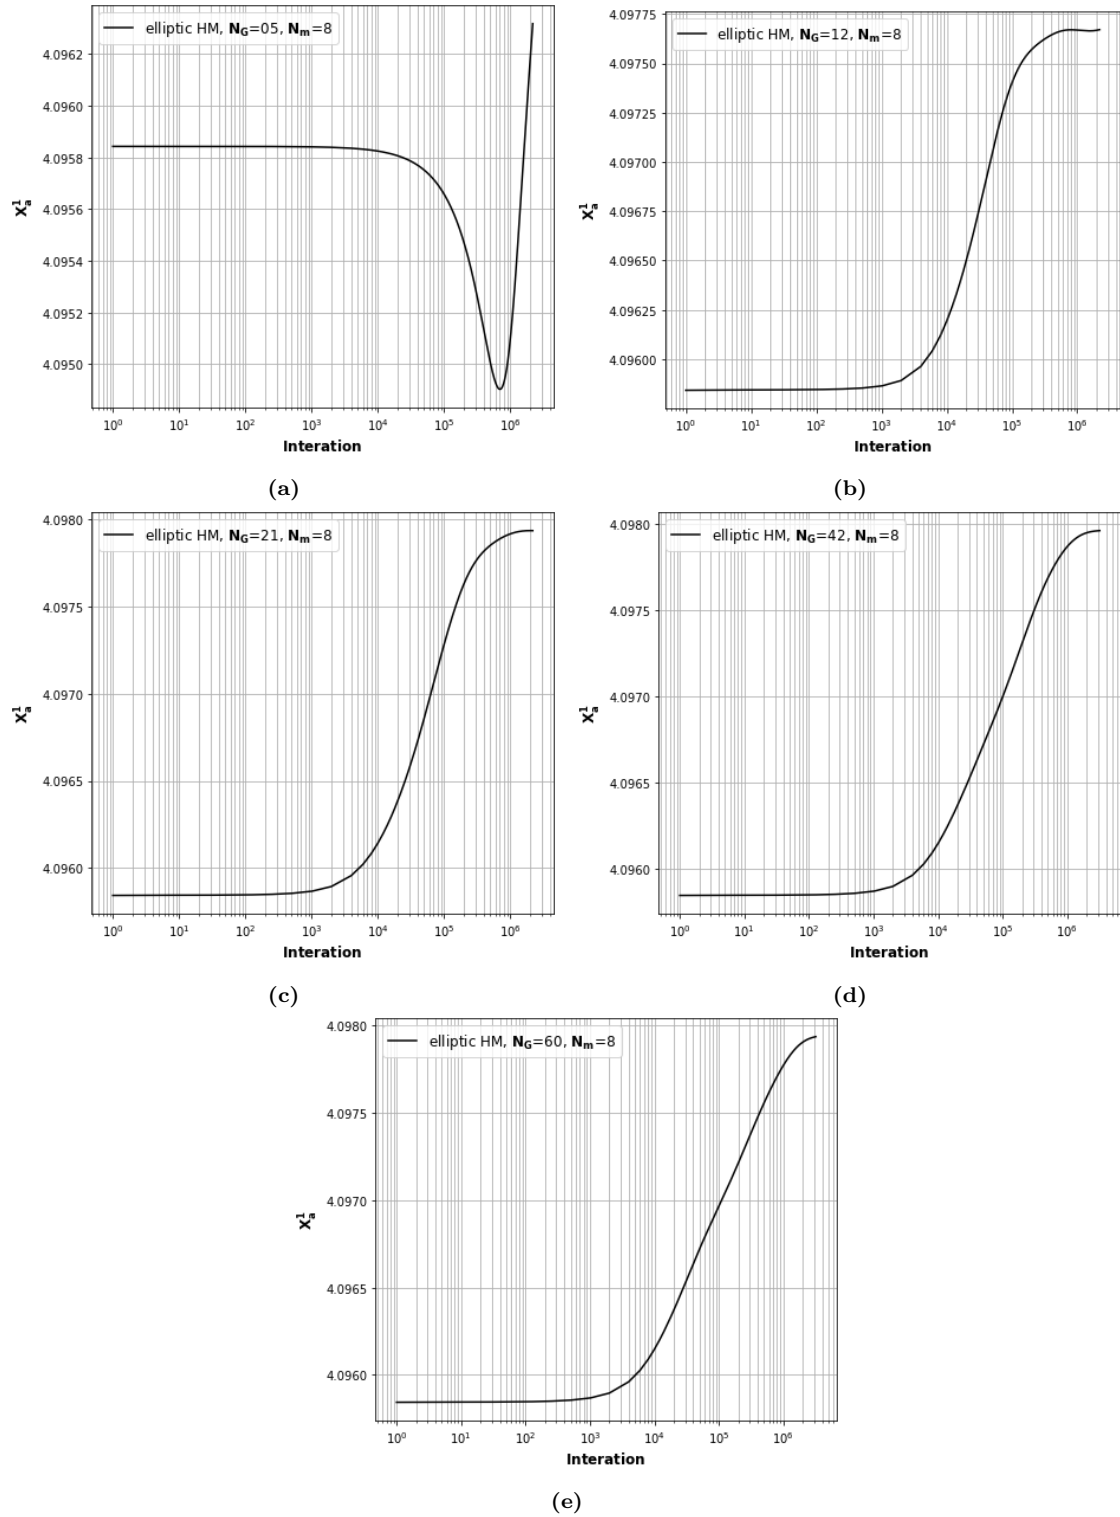 elliptic HM, N_G=05, N_m=8
4.0962
4.0960
4.0958
4.0956
4.0954
4.0952
4.0950
X_a^1
10^0 10^1 10^2 10^3 10^4 10^5 10^6
Interation
(a)
elliptic HM, N_G=12, N_m=8
4.09775
4.09750
4.09725
4.09700
4.09675
4.09650
4.09625
4.09600
X_a^1
10^0 10^1 10^2 10^3 10^4 10^5 10^6
Interation
(b)
elliptic HM, N_G=21, N_m=8
4.0980
4.0975
4.0970
4.0965
4.0960
X_a^1
10^0 10^1 10^2 10^3 10^4 10^5 10^6
Interation
(c)
elliptic HM, N_G=42, N_m=8
4.0980
4.0975
4.0970
4.0965
4.0960
X_a^1
10^0 10^1 10^2 10^3 10^4 10^5 10^6
Interation
(d)
elliptic HM, N_G=60, N_m=8
4.0980
4.0975
4.0970
4.0965
4.0960
X_a^1
10^0 10^1 10^2 10^3 10^4 10^5 10^6
Interation
(e)